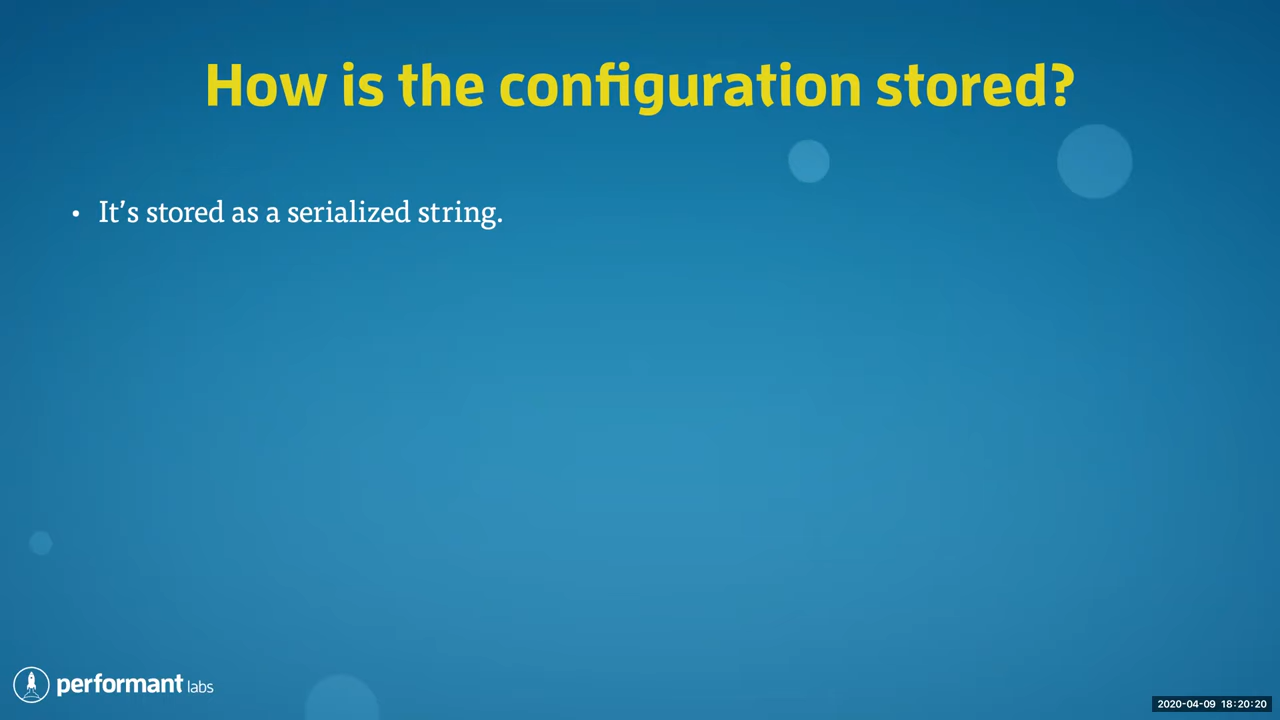 How is the configuration stored?
• It’s stored as a serialized string.
performant labs
2020-04-09 18:20:20